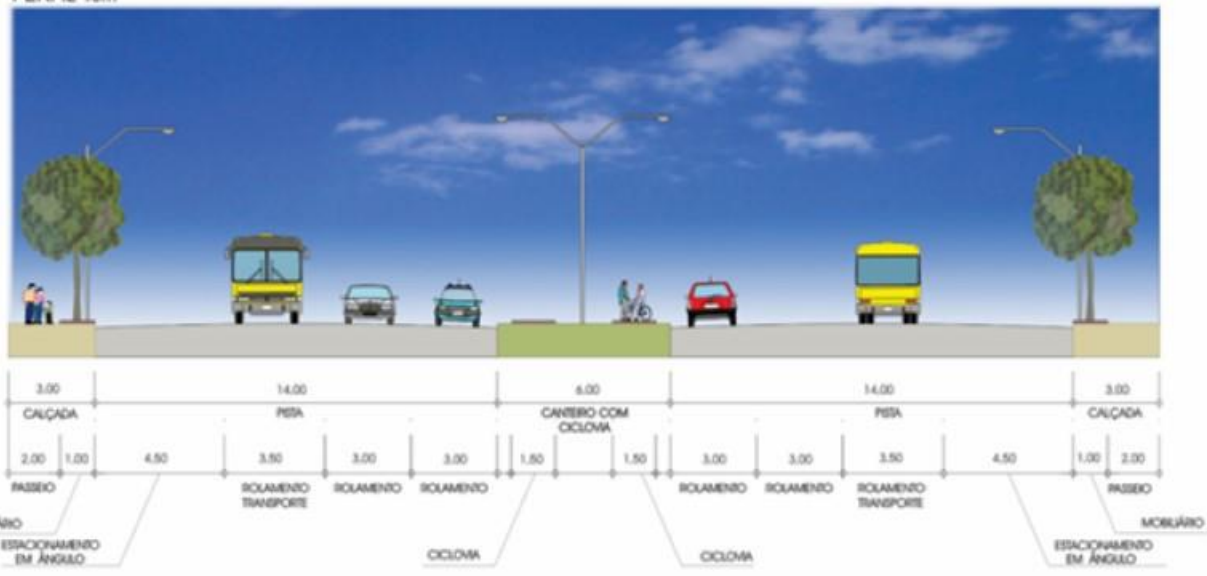 3.00
14.00
6.00
14.00
3.00
CALÇADA
PISTA
CANTEIRO COM
CICLOVIA
PISTA
CALÇADA
2.00
1.00
4.50
3.50
3.00
3.00
1.50
1.50
3.00
3.00
3.50
4.50
1.00
2.00
PASSEIO
ROLAMENTO
TRANSPORTE
ROLAMENTO
ROLAMENTO
ROLAMENTO
ROLAMENTO
ROLAMENTO
TRANSPORTE
PASSEIO
ÁRIO
MOBILIÁRIO
ESTACIONAMENTO
EM ÂNGULO
CICLOVIA
CICLOVIA
ESTACIONAMENTO
EM ÂNGULO